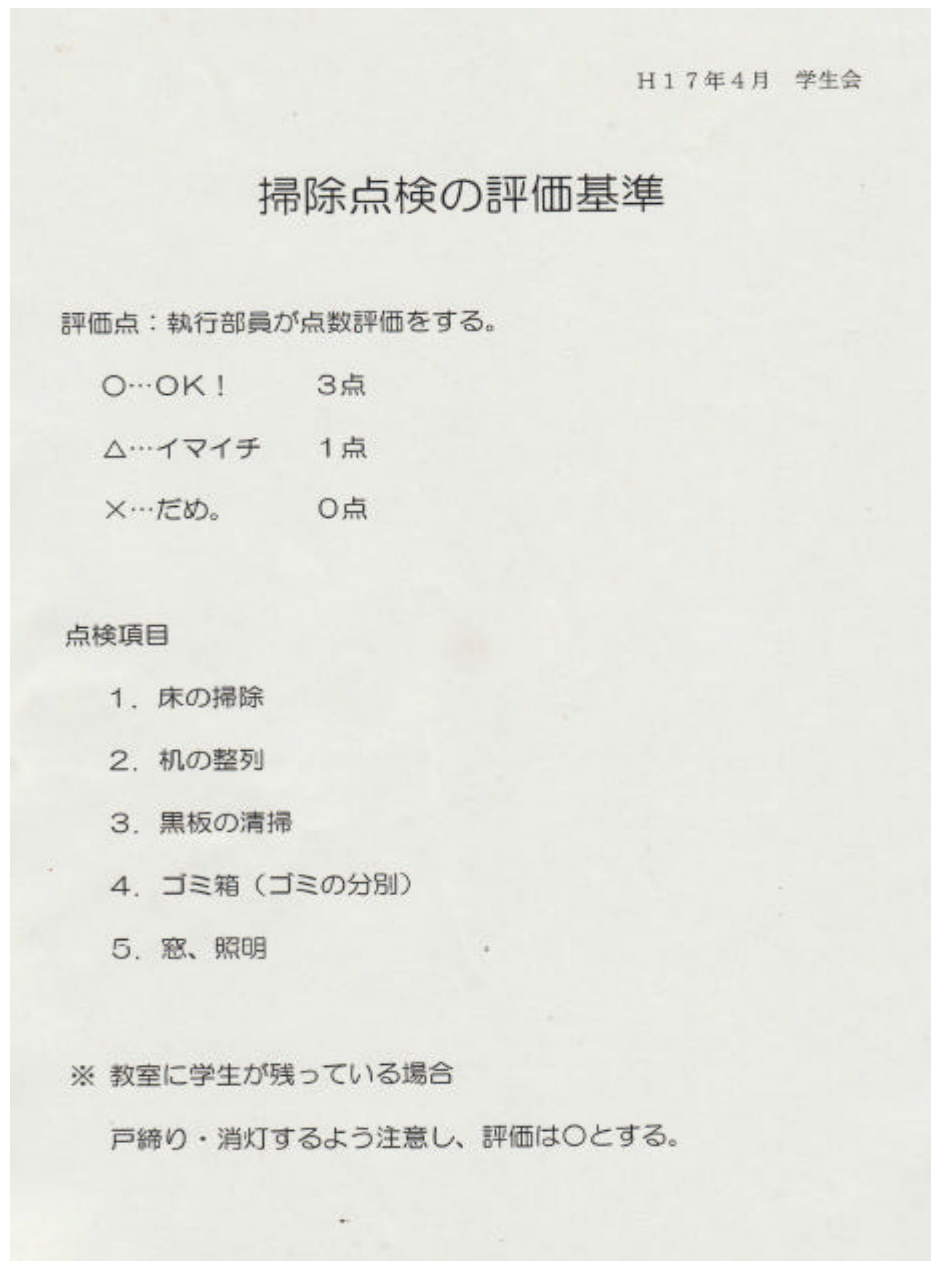 H17年4月 学生会
掃除点検の評価基準
評価点：執行部員が点数評価をする。
○…OK！ 3点
△…イマイチ 1点
×…だめ。 0点
点検項目
1．床の掃除
2．机の整列
3．黒板の清掃
4．ゴミ箱（ゴミの分別）
5．窓、照明
※ 教室に学生が残っている場合
戸締り・消灯するよう注意し、評価は○とする。